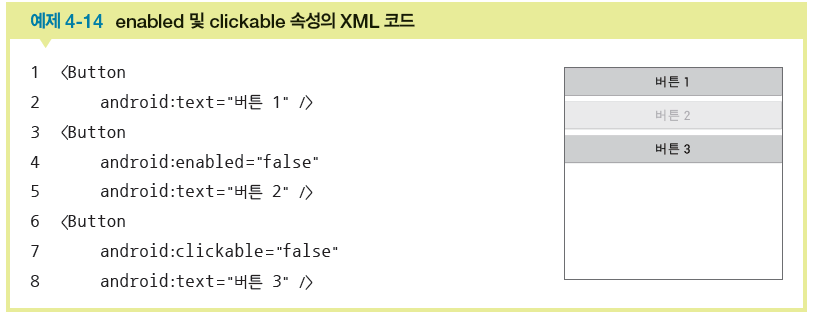 예제 4-14 enabled 및 clickable 속성의 XML 코드
1 <Button
2 android:text="버튼 1" />
3 <Button
4 android:enabled="false"
5 android:text="버튼 2" />
6 <Button
7 android:clickable="false"
8 android:text="버튼 3" />
버튼 1
버튼 2
버튼 3